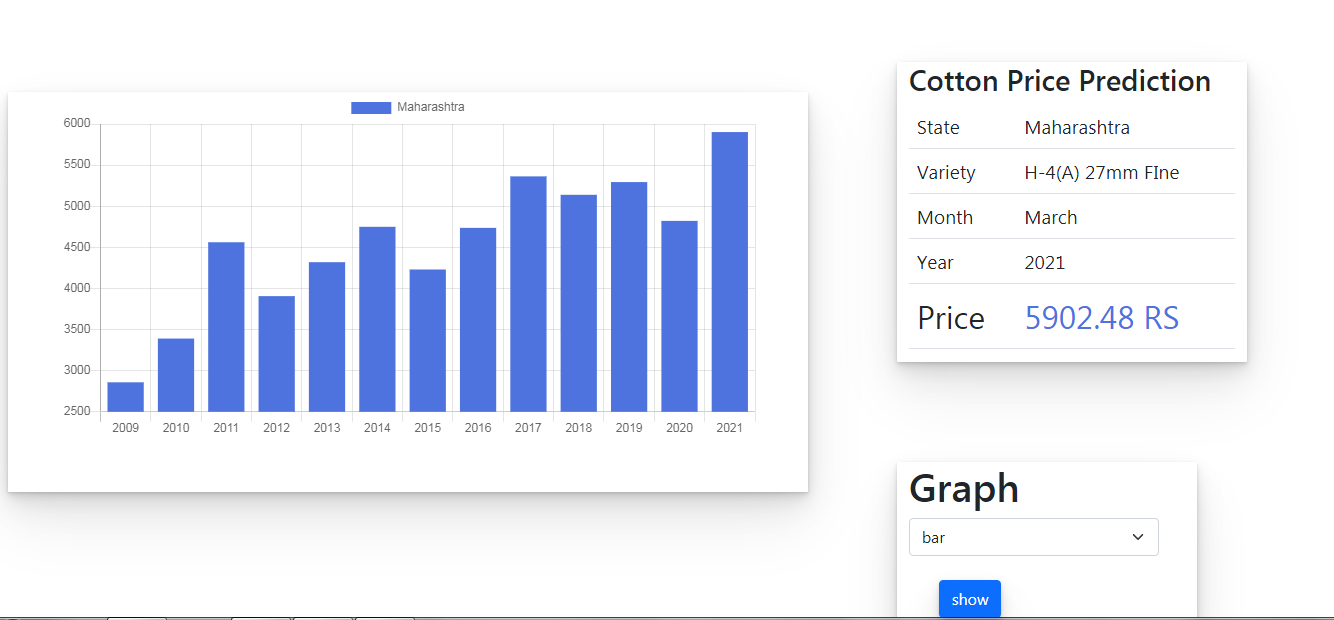 Maharashtra
6000
5500
5000
4500
4000
3500
3000
2500
2009 2010 2011 2012 2013 2014 2015 2016 2017 2018 2019 2020 2021
Cotton Price Prediction
State Maharashtra
Variety H-4(A) 27mm FIne
Month March
Year 2021
Price 5902.48 RS
Graph
bar
show